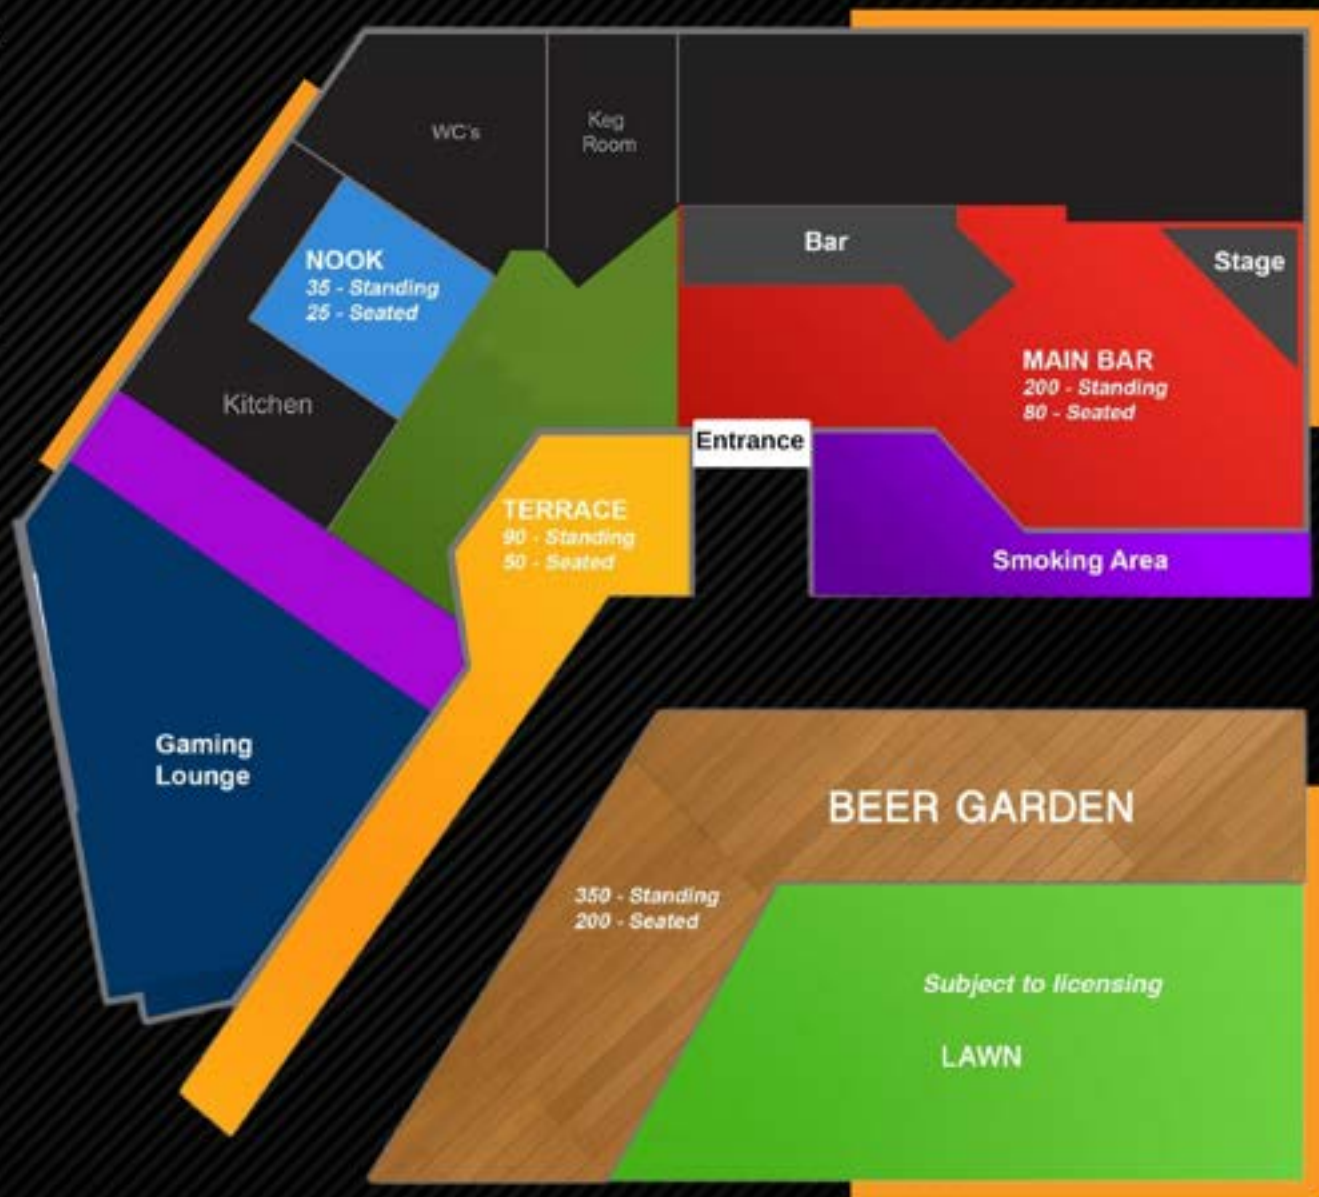 WC's
Keg
Room
NOOK
35 - Standing
25 - Seated
Bar
Stage
MAIN BAR
200 - Standing
80 - Seated
Kitchen
Entrance
TERRACE
90 - Standing
50 - Seated
Smoking Area
Gaming
Lounge
BEER GARDEN
350 - Standing
200 - Seated
Subject to licensing
LAWN